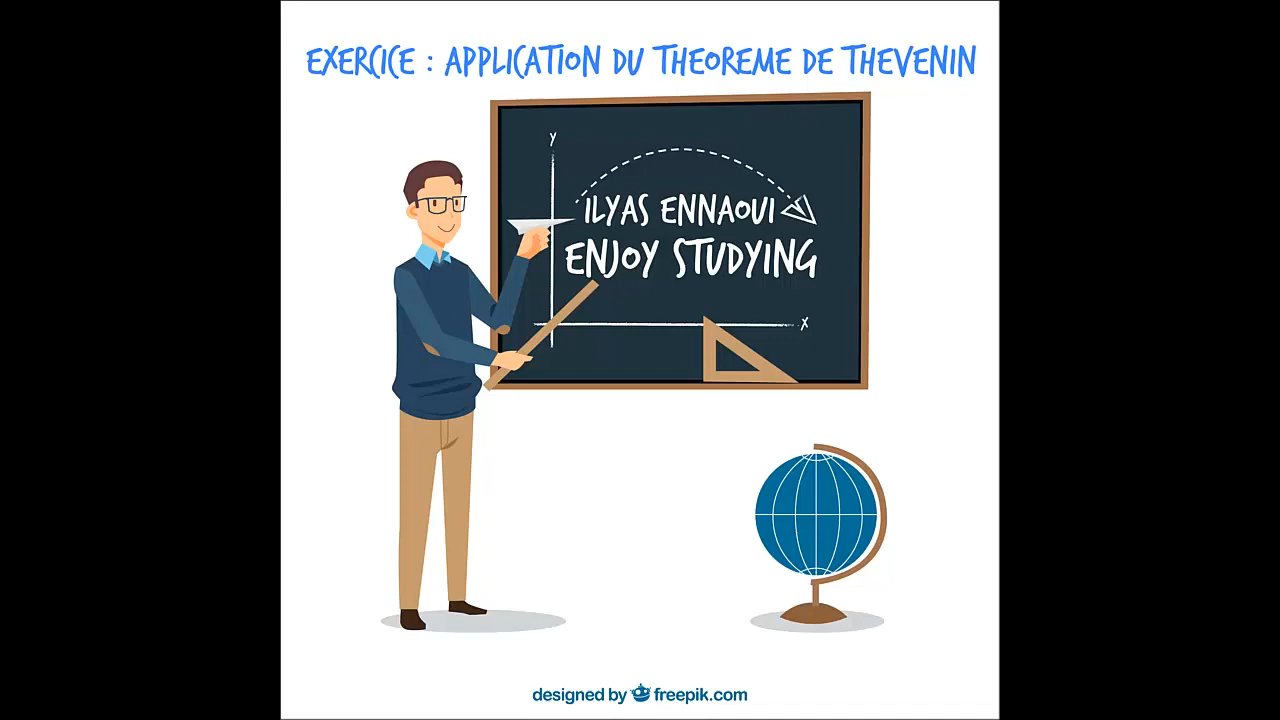 EXERCICE : APPLICATION DU THEOREME DE THEVENIN
Y
ILYAS ENNAOUI
ENJOY STUDYING
X
designed by freepik.com